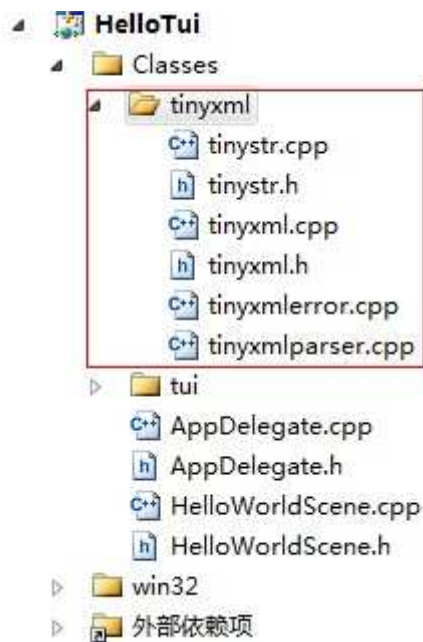 HelloTui
Classes
tinyxml
tinystr.cpp
tinystr.h
tinyxml.cpp
tinyxml.h
tinyxmlerror.cpp
tinyxmlparser.cpp
tui
AppDelegate.cpp
AppDelegate.h
HelloWorldScene.cpp
HelloWorldScene.h
win32
外部依赖项